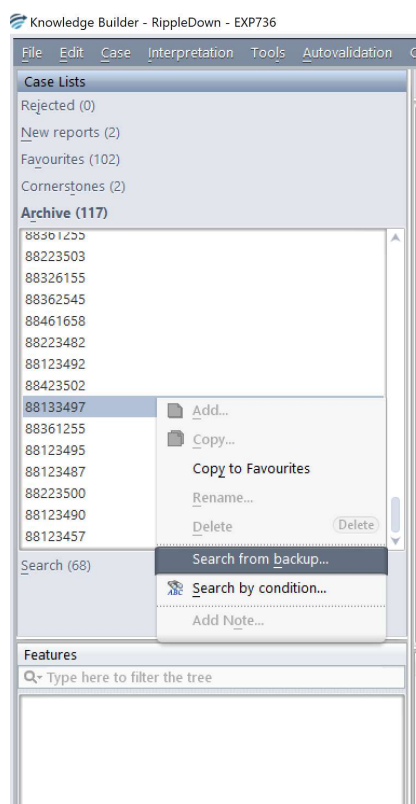 Knowledge Builder - RippleDown - EXP736
File Edit Case Interpretation Tools Autovalidation
Case Lists
Rejected (0)
New reports (2)
Favourites (102)
Cornerstones (2)
Archive (117)
88361255
88223503
88326155
88362545
88461658
88223482
88123492
88423502
88133497
88361255
88123495
88123487
88223500
88123490
88123457
Add...
Copy...
Copy to Favourites
Rename...
Delete Delete
Search from backup...
ABC Search by condition...
Add Note...
Search (68)
Features
Type here to filter the tree